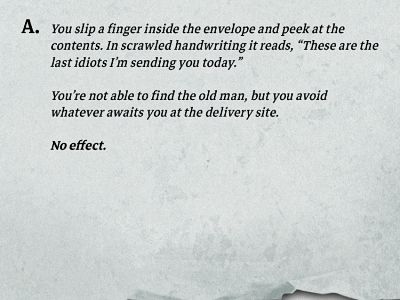 A. You slip a finger inside the envelope and peek at the
contents. In scrawled handwriting it reads, “These are the
last idiots I’m sending you today.”
You’re not able to find the old man, but you avoid
whatever awaits you at the delivery site.
No effect.